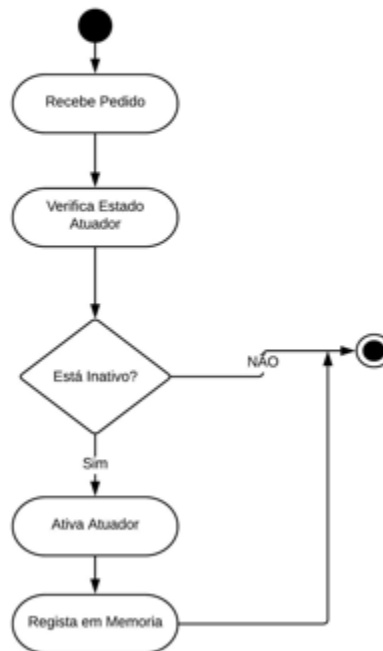 Recebe Pedido
Verifica Estado
Atuador
Está Inativo?
NÃO
Sim
Ativa Atuador
Regista em Memoria